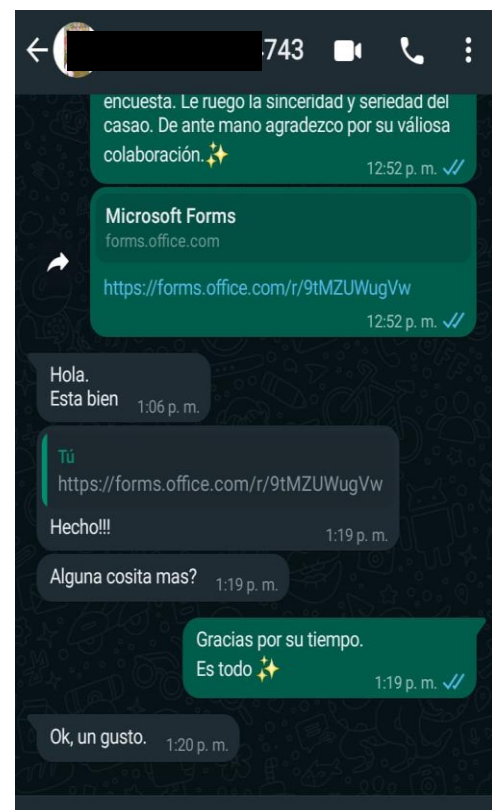 743
encuesta. Le ruego la sinceridad y seriedad del
casao. De ante mano agradezco por su váliosa
colaboración.✨
12:52 p. m.
Microsoft Forms
forms.office.com
https://forms.office.com/r/9tMZUWugVw
12:52 p. m.
Hola.
Esta bien 1:06 p. m.
Tú
https://forms.office.com/r/9tMZUWugVw
Hecho!!!
1:19 p. m.
Alguna cosita mas? 1:19 p. m.
Gracias por su tiempo.
Es todo ✨
1:19 p. m.
Ok, un gusto. 1:20 p. m.